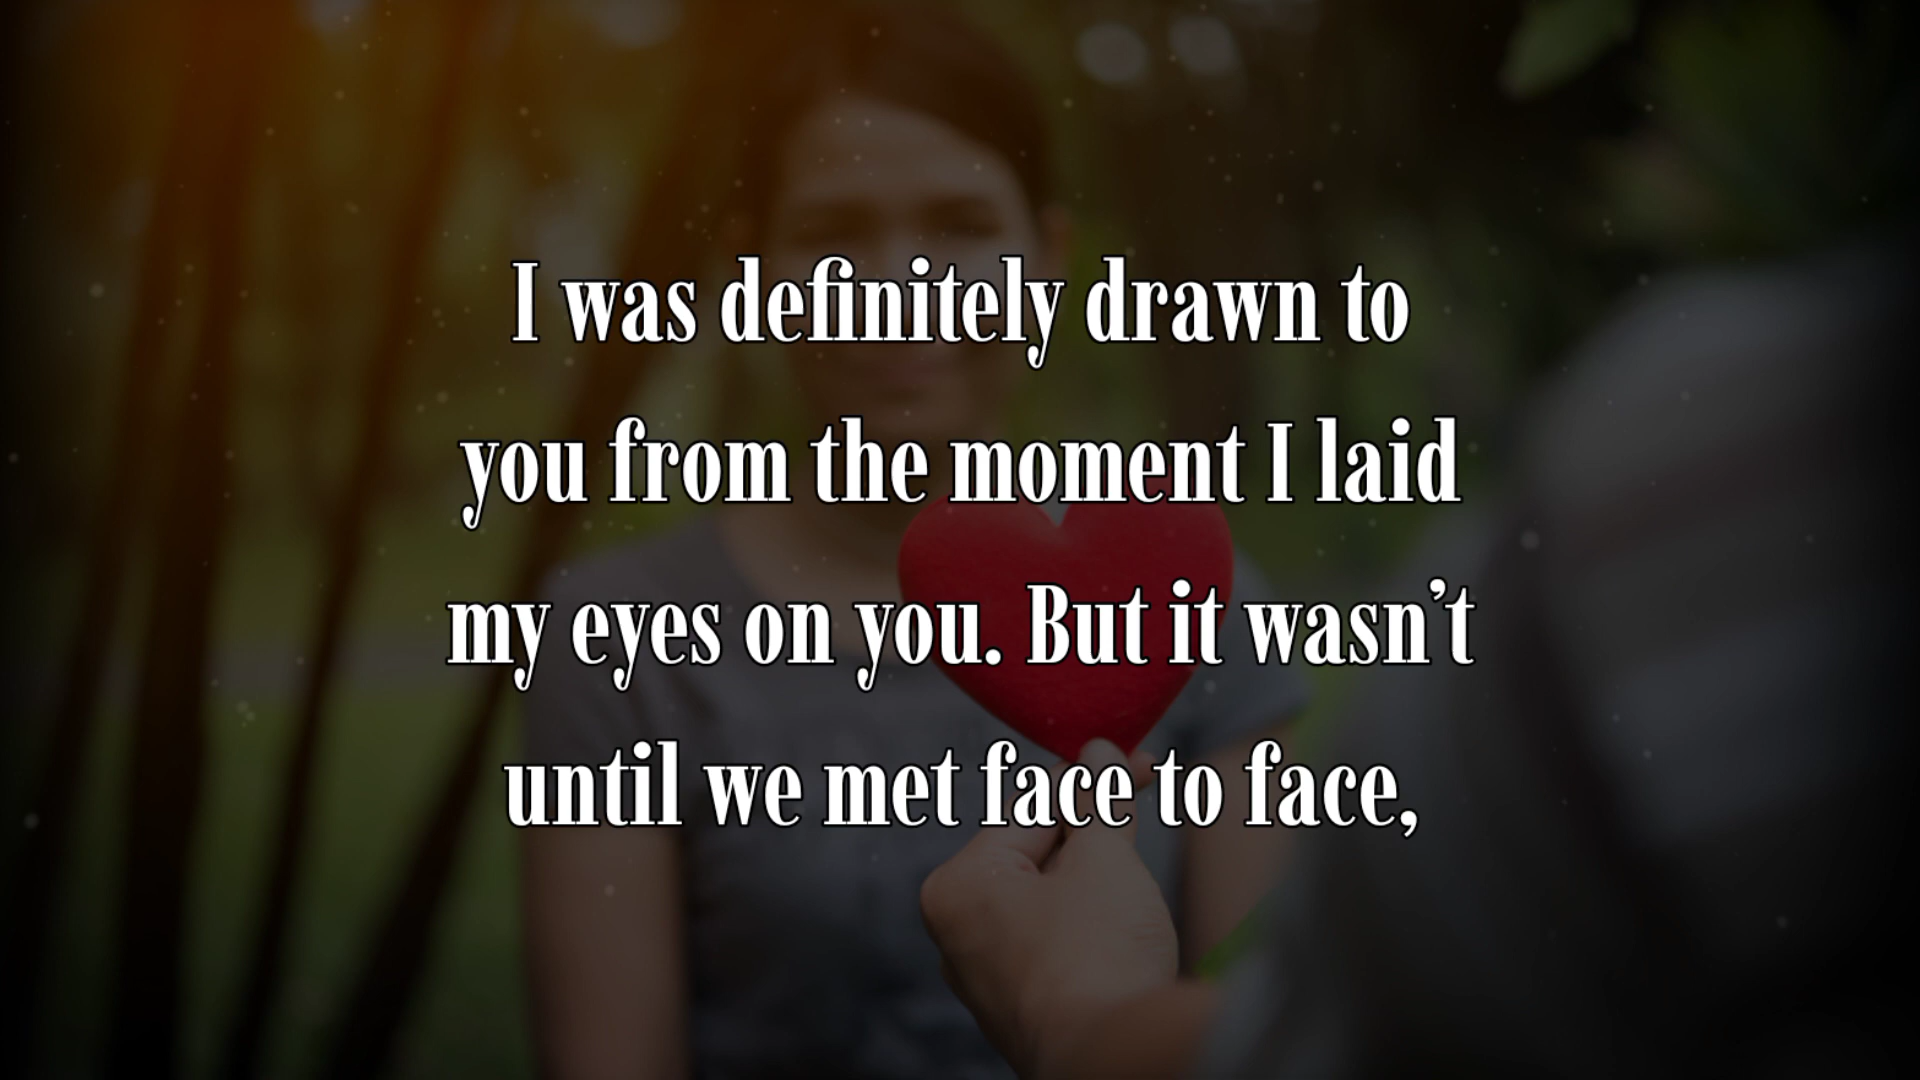 I was definitely drawn to
you from the moment I laid
my eyes on you. But it wasn’t
until we met face to face,